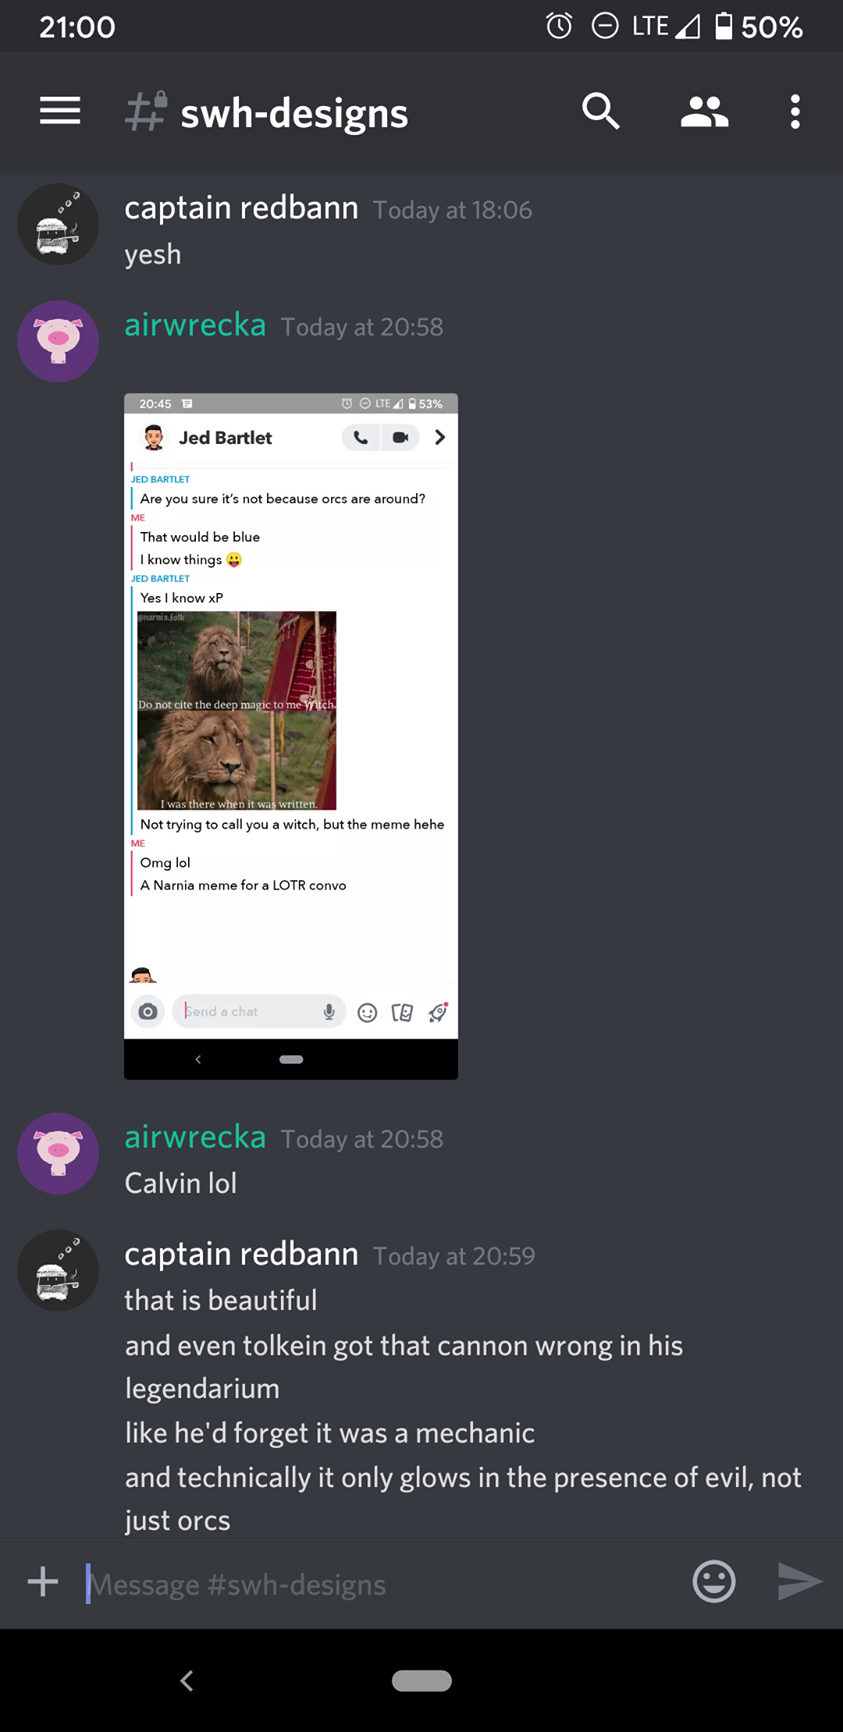 21:00 LTE 50%
# swh-designs
captain redbann Today at 18:06
yesh
airwrecka Today at 20:58
20:45 LTE 53%
Jed Bartlet
JED BARTLET
Are you sure it's not because orcs are around?
ME
That would be blue
I know things 😛
JED BARTLET
Yes I know xP
@narnia.folk
Do not cite the deep magic to me Witch.
I was there when it was written.
Not trying to call you a witch, but the meme hehe
ME
Omg lol
A Narnia meme for a LOTR convo
Send a chat
airwrecka Today at 20:58
Calvin lol
captain redbann Today at 20:59
that is beautiful
and even tolkein got that cannon wrong in his
legendarium
like he'd forget it was a mechanic
and technically it only glows in the presence of evil, not
just orcs
Message #swh-designs